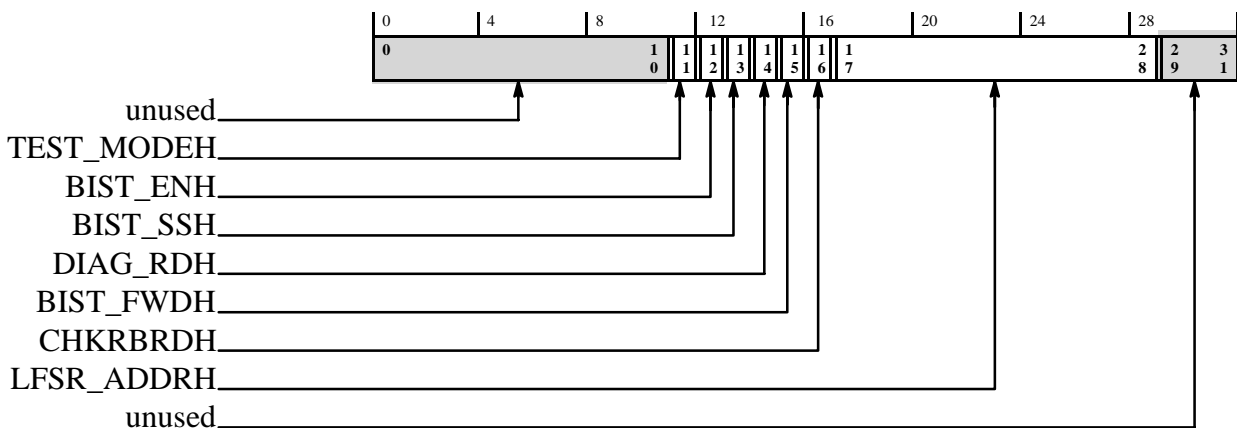 0 4 8 12 16 20 24 28
0 1 1 1 1 1 1 1 1 2 2 3
0 1 2 3 4 5 6 7 8 9 1
unused
TEST_MODEH
BIST_ENH
BIST_SSH
DIAG_RDH
BIST_FWDH
CHKRBRDH
LFSR_ADDRH
unused